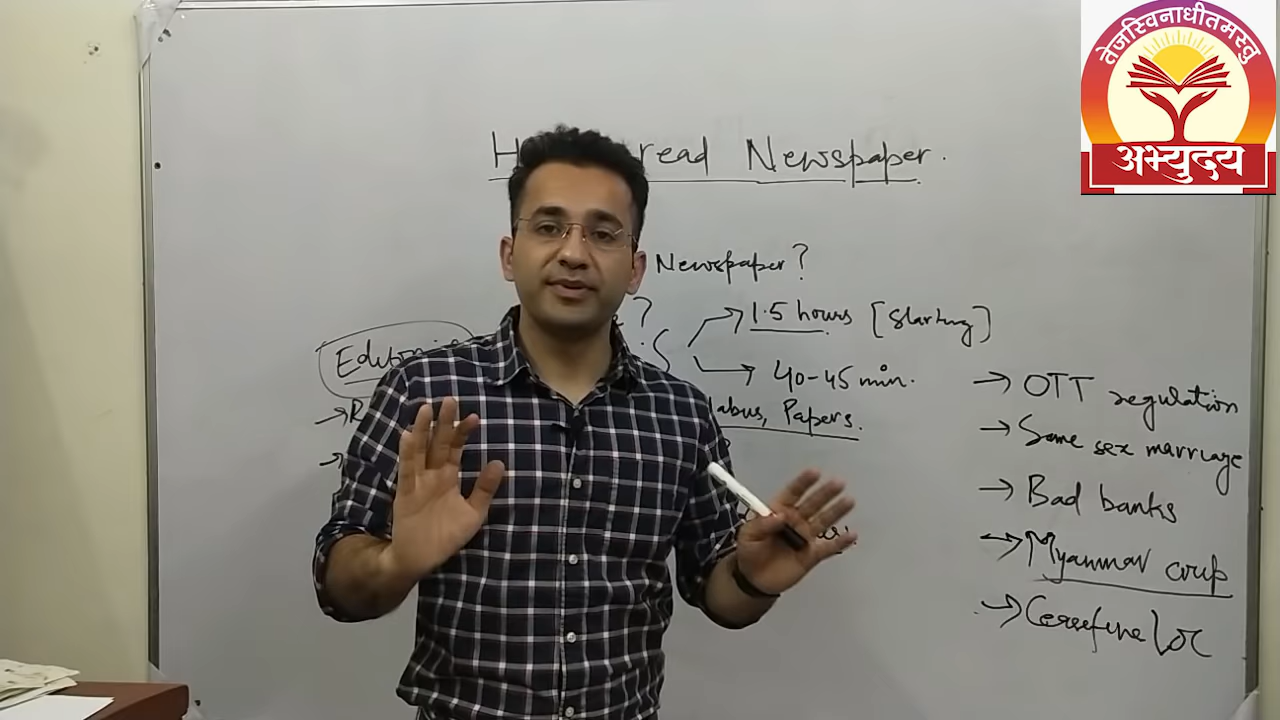 तेजस्विनाधीतमस्तु
अभ्युदय
read Newspaper.
Newspaper?
1.5 hours [Starting]
40-45 min.
Papers.
Editorial
→ OTT regulation
→ Same sex marriage
→ Bad banks
→ Myanmar coup
→ Ceasefire LOC